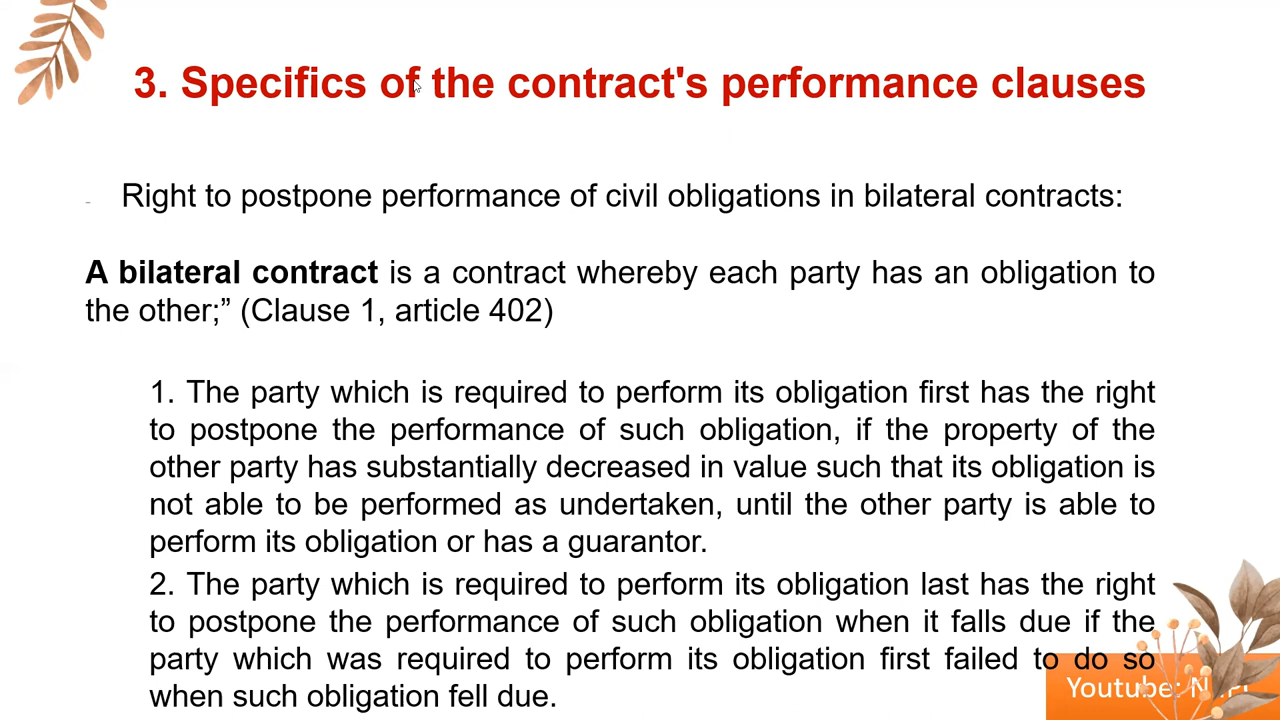 3. Specifics of the contract's performance clauses
- Right to postpone performance of civil obligations in bilateral contracts:
A bilateral contract is a contract whereby each party has an obligation to
the other;” (Clause 1, article 402)
1. The party which is required to perform its obligation first has the right
to postpone the performance of such obligation, if the property of the
other party has substantially decreased in value such that its obligation is
not able to be performed as undertaken, until the other party is able to
perform its obligation or has a guarantor.
2. The party which is required to perform its obligation last has the right
to postpone the performance of such obligation when it falls due if the
party which was required to perform its obligation first failed to do so
when such obligation fell due.
Youtube: